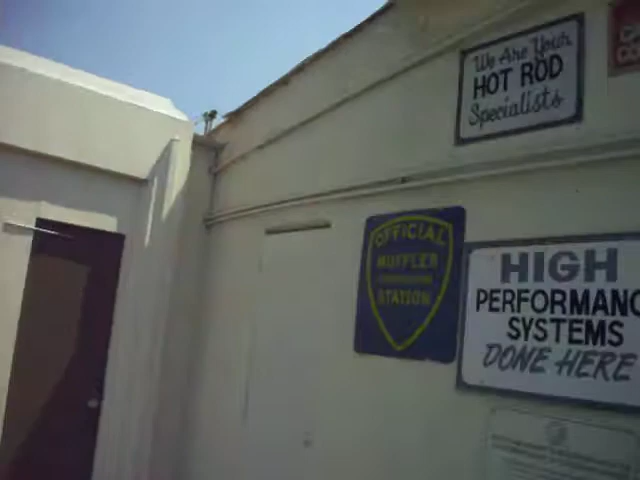 We Are Your
HOT ROD
Specialists
OFFICIAL
MUFFLER
STATION
HIGH
PERFORMANC
SYSTEMS
DONE HERE